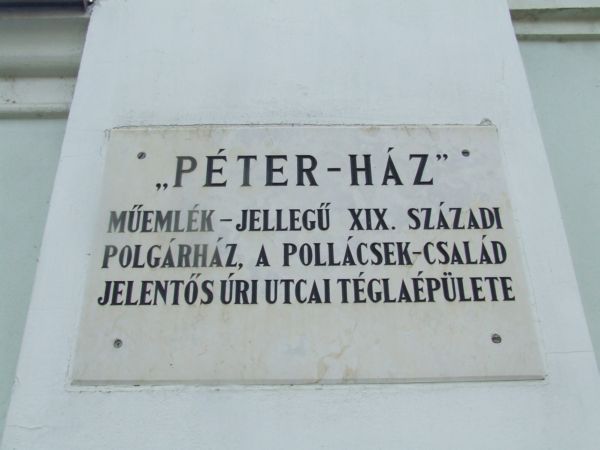 „PÉTER-HÁZ”
MŰEMLÉK-JELLEGŰ XIX. SZÁZADI
POLGÁRHÁZ, A POLLÁCSEK-CSALÁD
JELENTŐS ÚRI UTCAI TÉGLAÉPÜLETE